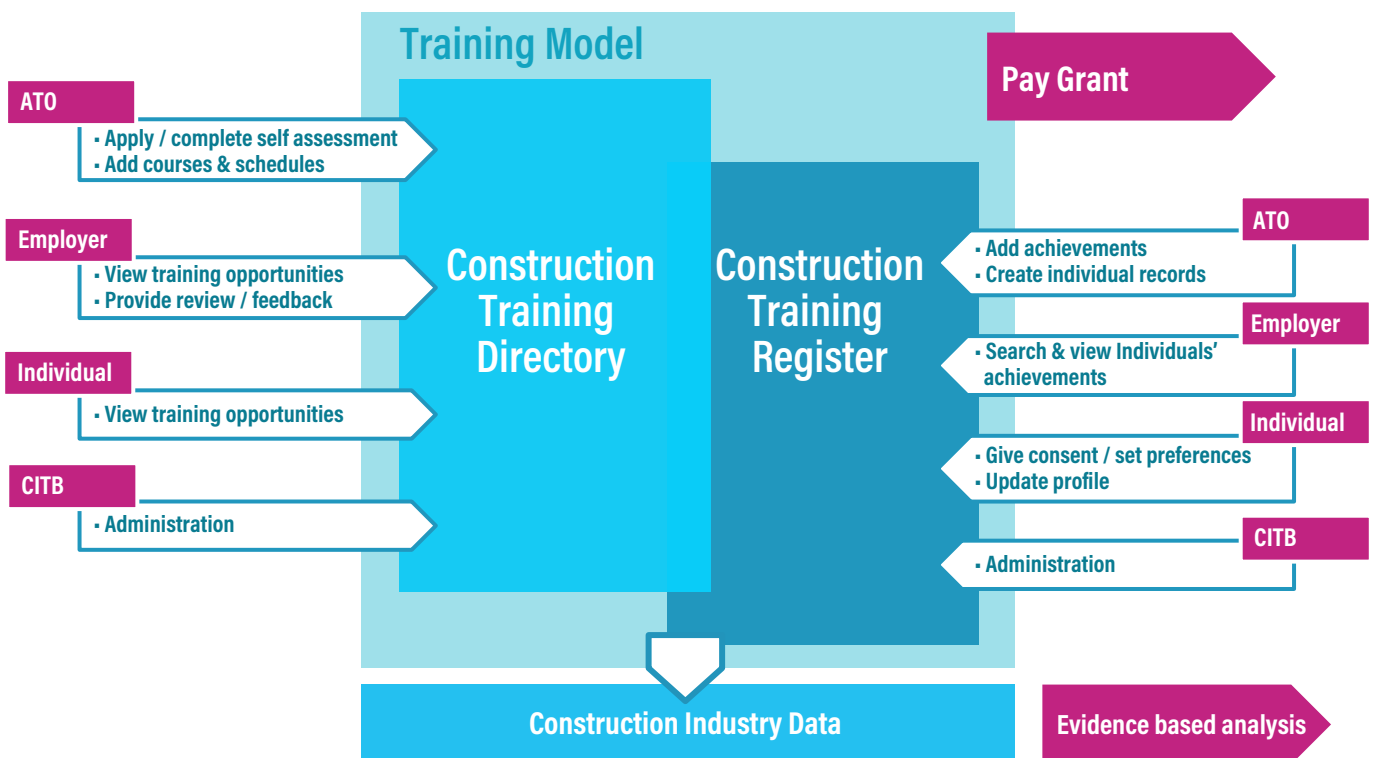 Training Model
Pay Grant
ATO
▪ Apply / complete self assessment
▪ Add courses & schedules
Employer
▪ View training opportunities
▪ Provide review / feedback
Individual
▪ View training opportunities
CITB
▪ Administration
Construction
Training
Directory
Construction
Training
Register
ATO
▪ Add achievements
▪ Create individual records
Employer
▪ Search & view Individuals’
achievements
Individual
▪ Give consent / set preferences
▪ Update profile
CITB
▪ Administration
Construction Industry Data
Evidence based analysis